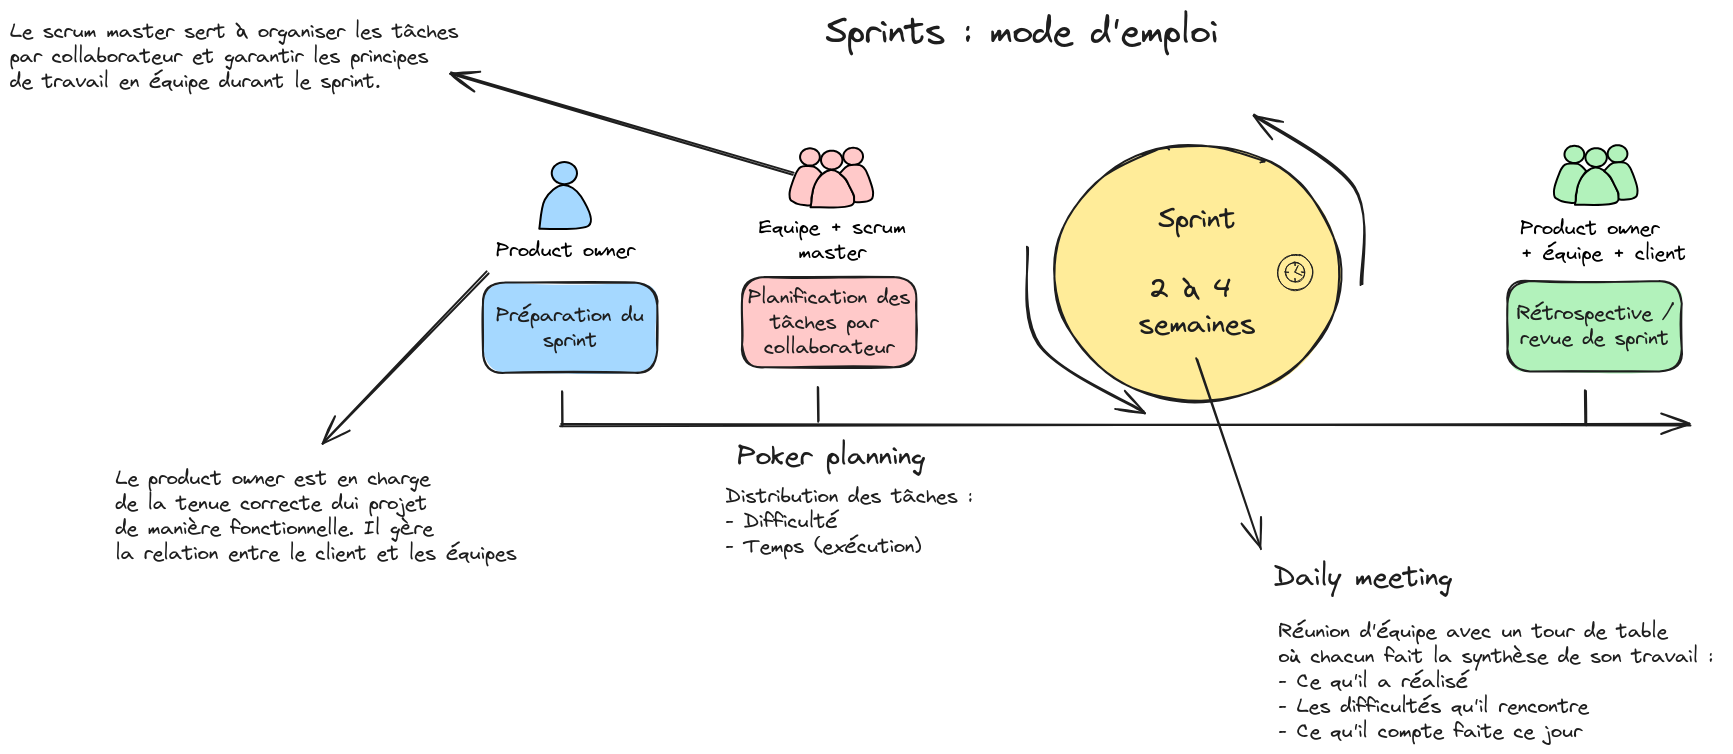 Sprints : mode d'emploi
Le scrum master sert à organiser les tâches
par collaborateur et garantir les principes
de travail en équipe durant le sprint.
Product owner
Préparation du
sprint
Le product owner est en charge
de la tenue correcte dui projet
de manière fonctionnelle. Il gère
la relation entre le client et les équipes
Equipe + scrum
master
Planification des
tâches par
collaborateur
Poker planning
Distribution des tâches :
- Difficulté
- Temps (exécution)
Sprint
2 à 4
semaines
Daily meeting
Réunion d'équipe avec un tour de table
où chacun fait la synthèse de son travail :
- Ce qu'il a réalisé
- Les difficultés qu'il rencontre
- Ce qu'il compte faite ce jour
Product owner
+ équipe + client
Rétrospective /
revue de sprint